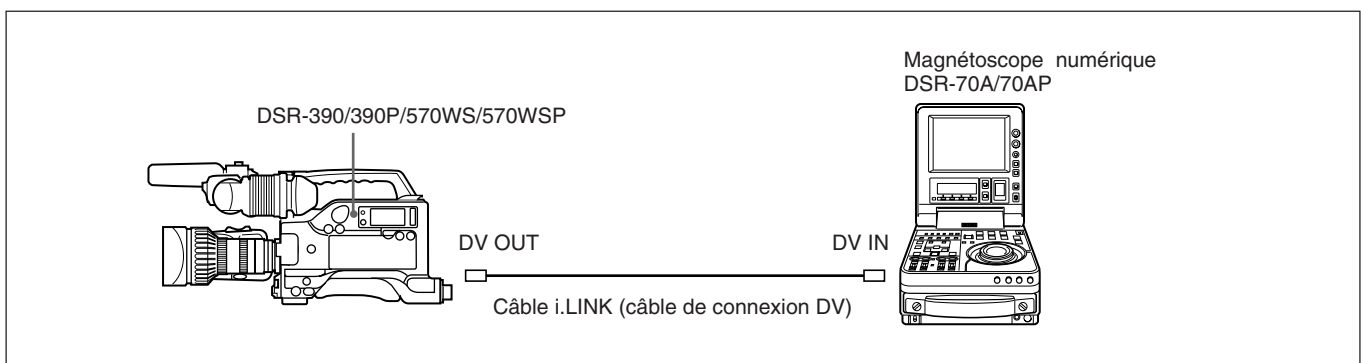 Magnétoscope numérique
DSR-70A/70AP
DSR-390/390P/570WS/570WSP
DV OUT
DV IN
Câble i.LINK (câble de connexion DV)